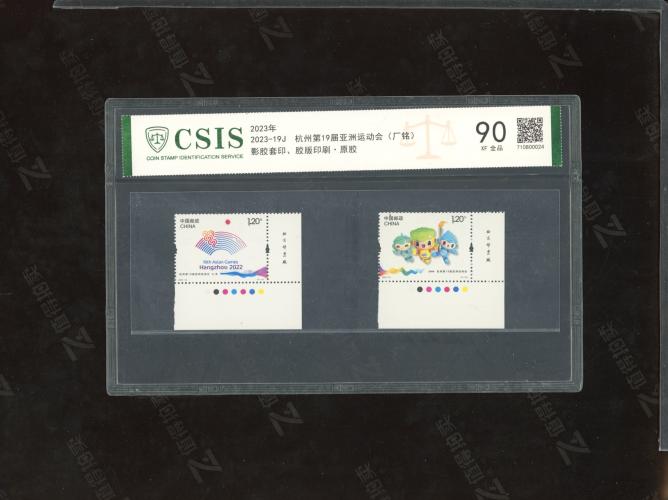 CSIS
COIN STAMP IDENTIFICATION SERVICE
2023年
2023-19J 杭州第19届亚洲运动会（厂铭）
影胶套印、胶版印刷·原胶
90
XF 全品
710800024
中国邮政
CHINA
1.20元
19th Asian Games
Hangzhou 2022
中国邮政
CHINA
1.20元